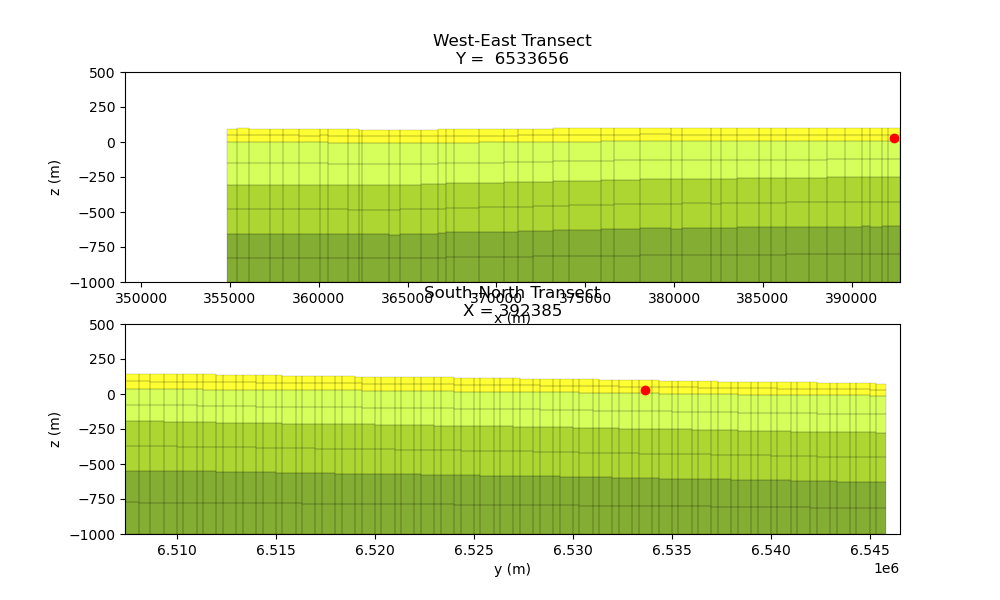 West-East Transect
Y =  6533656
500
250
0
−250
−500
−750
−1000
z (m)
350000 355000 360000 365000 370000 375000 380000 385000 390000
x (m)
South-North Transect
X = 392385
500
250
0
−250
−500
−750
−1000
z (m)
6.510 6.515 6.520 6.525 6.530 6.535 6.540 6.545
1e6
y (m)